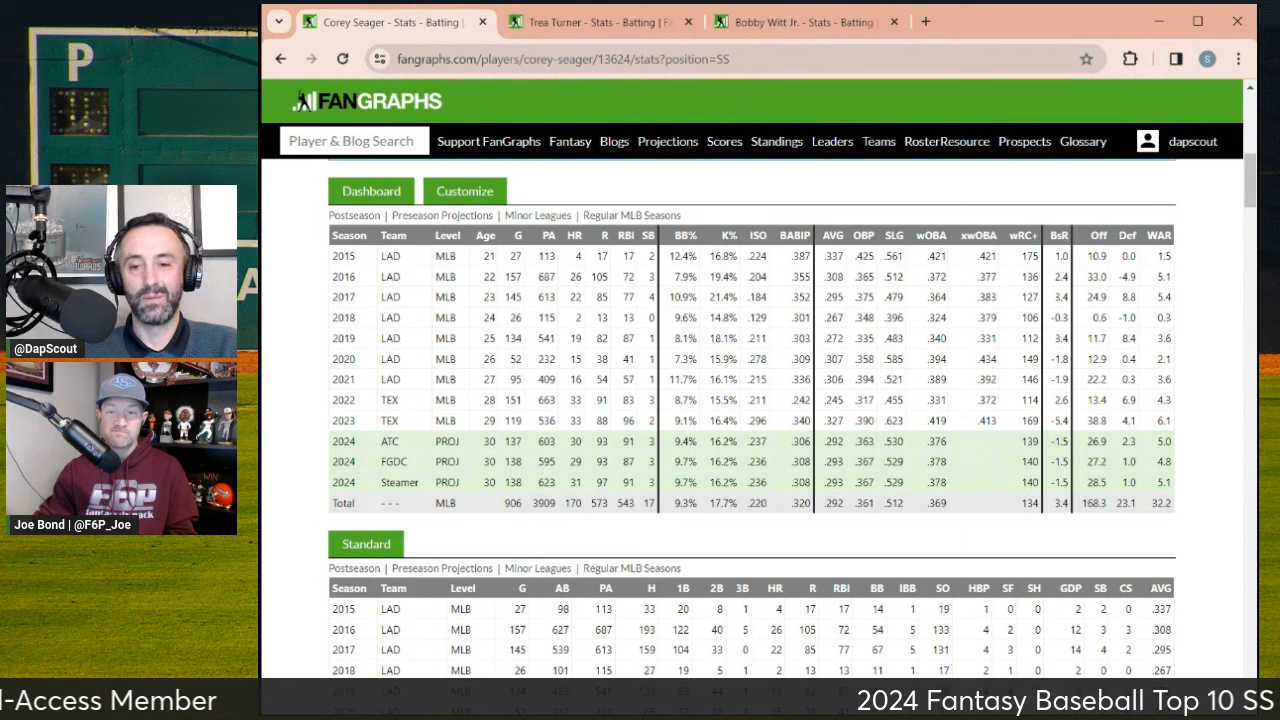 P
A
AWARDS
@DapScout
F6P
Joe Bond | @F6P_Joe
Corey Seager - Stats - Batting |
Trea Turner - Stats - Batting | Fa
Bobby Witt Jr. - Stats - Batting
fangraphs.com/players/corey-seager/13624/stats?position=SS
S
FANGRAPHS
Player & Blog Search Support FanGraphs Fantasy Blogs Projections Scores Standings Leaders Teams RosterResource Prospects Glossary dapscout
Dashboard Customize
Postseason | Preseason Projections | Minor Leagues | Regular MLB Seasons
Season Team Level Age G PA HR R RBI SB BB% K% ISO BABIP AVG OBP SLG wOBA xwOBA wRC+ BsR Off Def WAR
2015 LAD MLB 21 27 113 4 17 17 2 12.4% 16.8% .224 .387 .337 .425 .561 .421 .421 175 1.0 10.9 0.0 1.5
2016 LAD MLB 22 157 687 26 105 72 3 7.9% 19.4% .204 .355 .308 .365 .512 .372 .377 136 2.4 33.0 -4.9 5.1
2017 LAD MLB 23 145 613 22 85 77 4 10.9% 21.4% .184 .352 .295 .375 .479 .364 .383 127 3.4 24.9 8.8 5.4
2018 LAD MLB 24 26 115 2 13 13 0 9.6% 14.8% .129 .301 .267 .348 .396 .324 .379 106 -0.3 0.6 -1.0 0.3
2019 LAD MLB 25 134 541 19 82 87 1 8.1% 18.1% .211 .303 .272 .335 .483 .340 .331 112 3.4 11.7 8.4 3.6
2020 LAD MLB 26 52 232 15 38 41 1 7.3% 15.9% .278 .309 .307 .358 .585 .394 .434 149 -1.8 12.9 0.4 2.1
2021 LAD MLB 27 95 409 16 54 57 1 11.7% 16.1% .215 .336 .306 .394 .521 .389 .392 146 -1.9 22.2 0.3 3.6
2022 TEX MLB 28 151 663 33 91 83 3 8.7% 15.5% .211 .242 .245 .317 .455 .331 .372 114 2.6 13.4 6.9 4.3
2023 TEX MLB 29 119 536 33 88 96 2 9.1% 16.4% .296 .340 .327 .390 .623 .419 .413 169 -5.4 38.8 4.1 6.1
2024 ATC PROJ 30 137 603 30 93 91 3 9.4% 16.2% .237 .306 .292 .363 .530 .376 139 -1.5 26.9 2.3 5.0
2024 FGDC PROJ 30 138 595 29 93 87 3 9.7% 16.2% .236 .308 .293 .367 .529 .378 140 -1.5 27.2 1.0 4.8
2024 Steamer PROJ 30 138 623 31 97 91 3 9.7% 16.2% .236 .308 .293 .367 .529 .378 140 -1.5 28.5 1.0 5.1
Total - - - MLB 906 3909 170 573 543 17 9.3% 17.7% .220 .320 .292 .361 .512 .369 134 3.4 168.3 23.1 32.2
Standard
Postseason | Preseason Projections | Minor Leagues | Regular MLB Seasons
Season Team Level G AB PA H 1B 2B 3B HR R RBI BB IBB SO HBP SF SH GDP SB CS AVG
2015 LAD MLB 27 98 113 33 20 8 1 4 17 17 14 1 19 1 0 0 2 2 0 .337
2016 LAD MLB 157 627 687 193 122 40 5 26 105 72 54 5 133 4 2 0 12 3 3 .308
2017 LAD MLB 145 539 613 159 104 33 0 22 85 77 67 5 131 4 3 0 14 4 2 .295
2018 LAD MLB 26 101 115 27 19 5 1 2 13 13 11 1 17 2 1 0 2 0 0 .267
l-Access Member
2024 Fantasy Baseball Top 10 SS